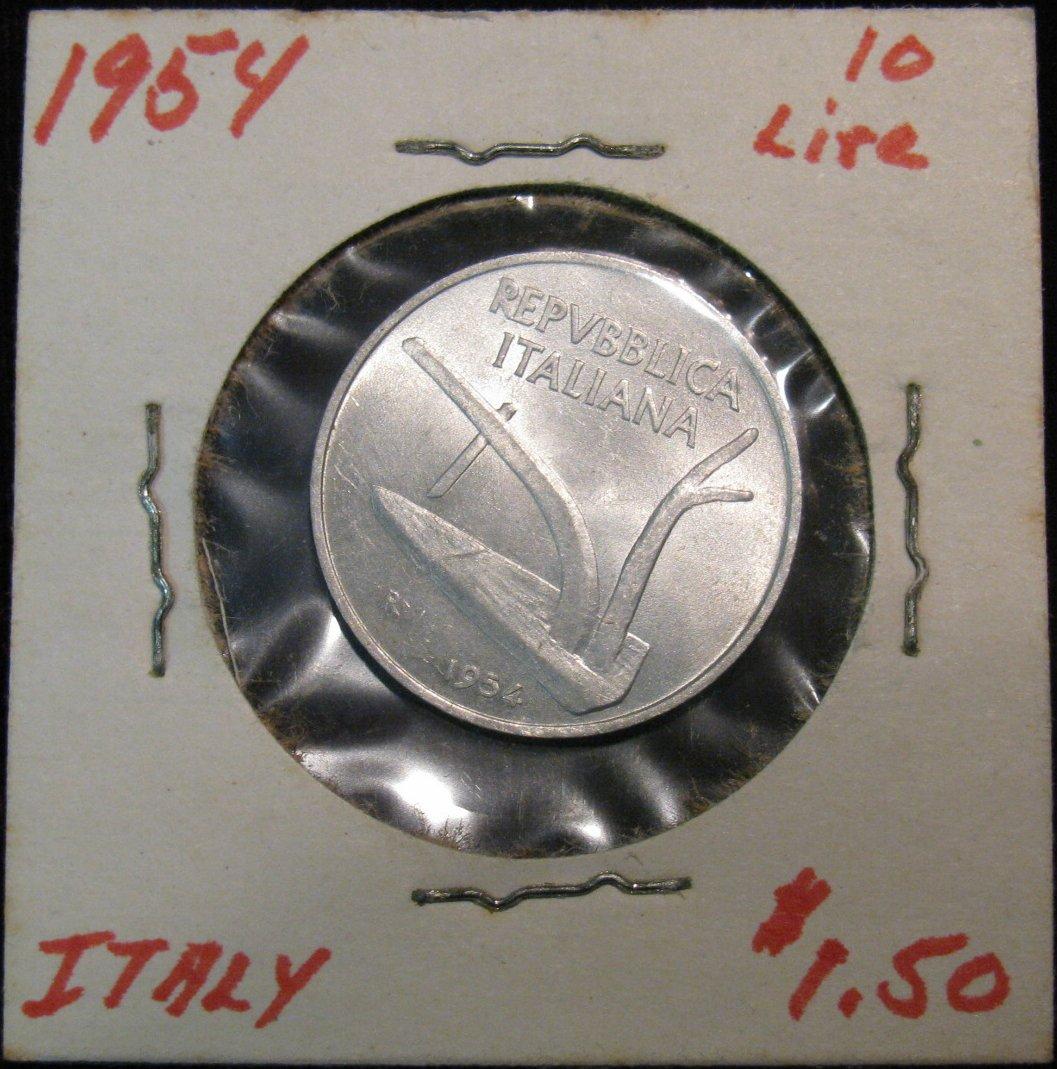 1954
10
Lire
REPVBBLICA
ITALIANA
R
1954
ITALY
$1.50